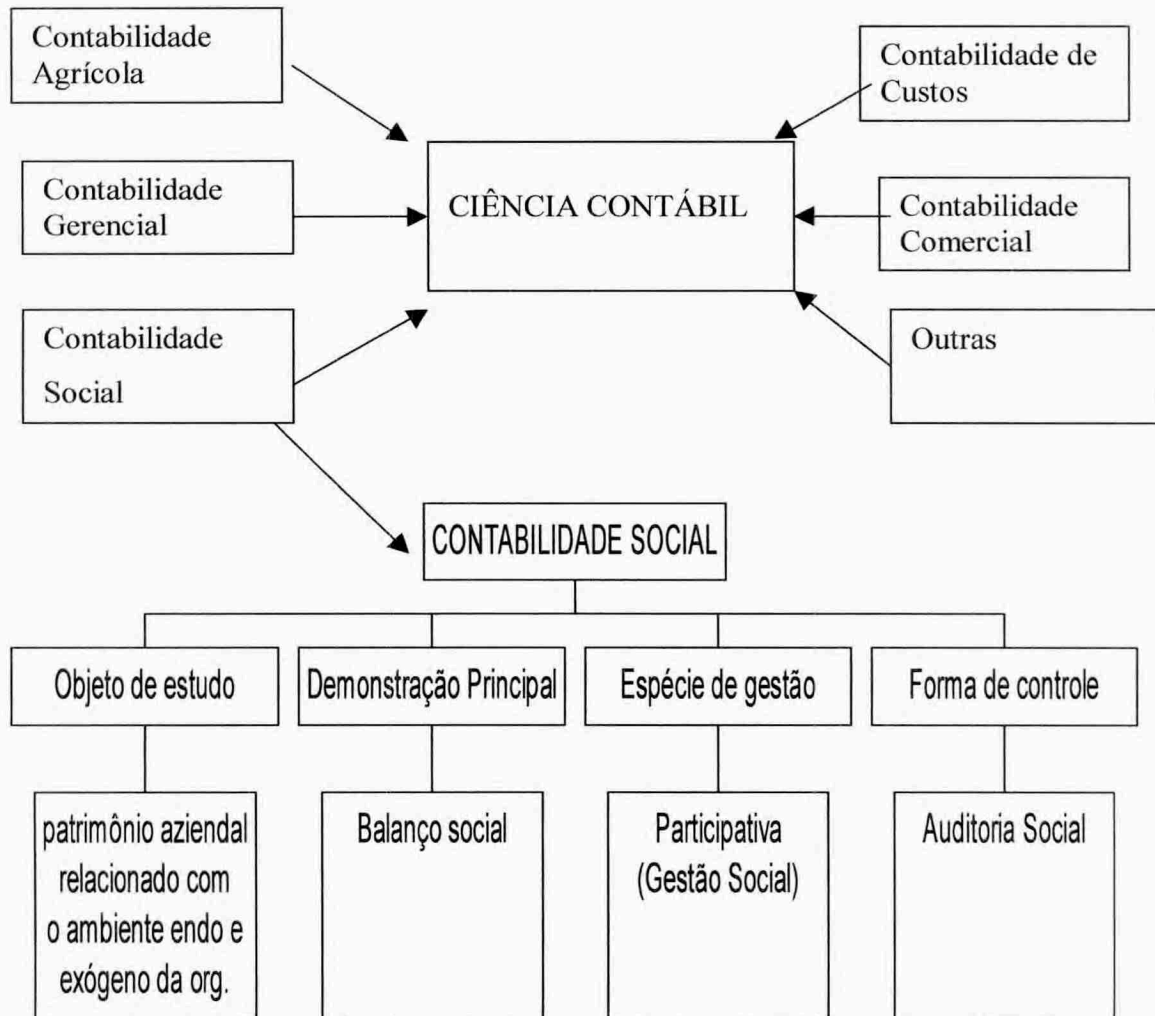 Contabilidade
Agrícola
Contabilidade de
Custos
Contabilidade
Gerencial
CIÊNCIA CONTÁBIL
Contabilidade
Comercial
Contabilidade
Social
Outras
CONTABILIDADE SOCIAL
Objeto de estudo
Demonstração Principal
Espécie de gestão
Forma de controle
patrimônio aziendal
relacionado com
o ambiente endo e
exógeno da org.
Balanço social
Participativa
(Gestão Social)
Auditoria Social